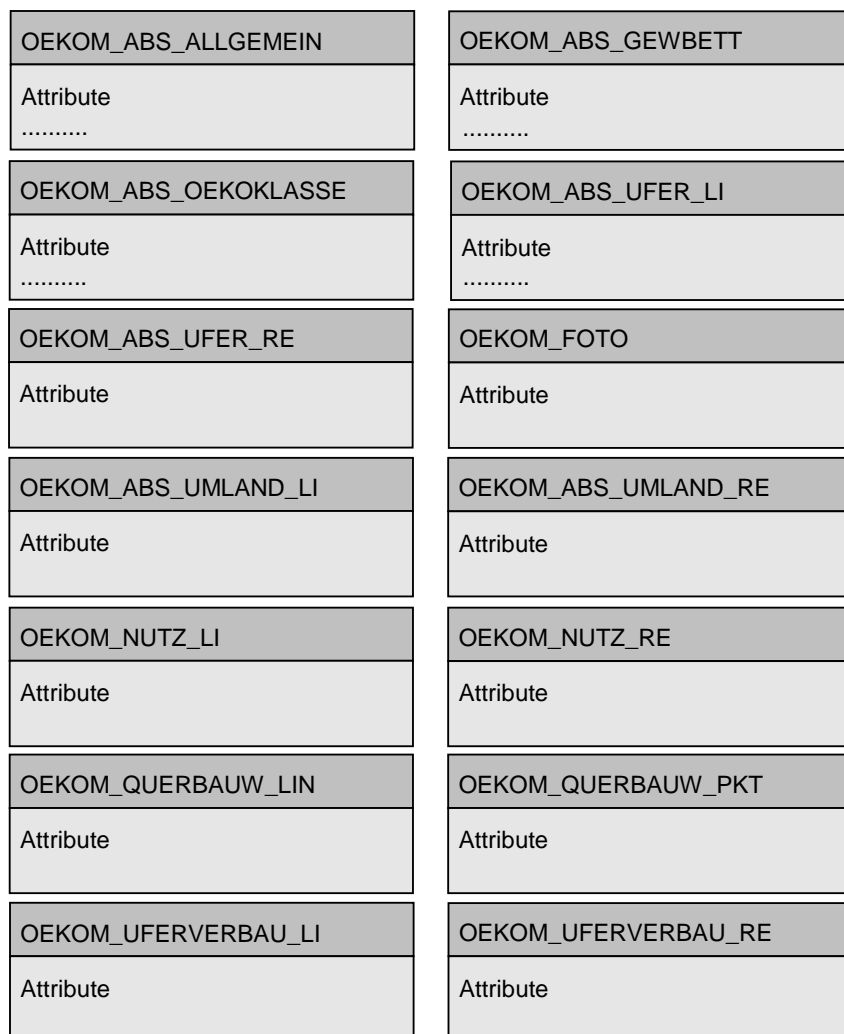 OEKOM_ABS_ALLGEMEIN
Attribute
..........
OEKOM_ABS_GEWBETT
Attribute
..........
OEKOM_ABS_OEKOKLASSE
Attribute
..........
OEKOM_ABS_UFER_LI
Attribute
..........
OEKOM_ABS_UFER_RE
Attribute
OEKOM_FOTO
Attribute
OEKOM_ABS_UMLAND_LI
Attribute
OEKOM_ABS_UMLAND_RE
Attribute
OEKOM_NUTZ_LI
Attribute
OEKOM_NUTZ_RE
Attribute
OEKOM_QUERBAUW_LIN
Attribute
OEKOM_QUERBAUW_PKT
Attribute
OEKOM_UFERVERBAU_LI
Attribute
OEKOM_UFERVERBAU_RE
Attribute